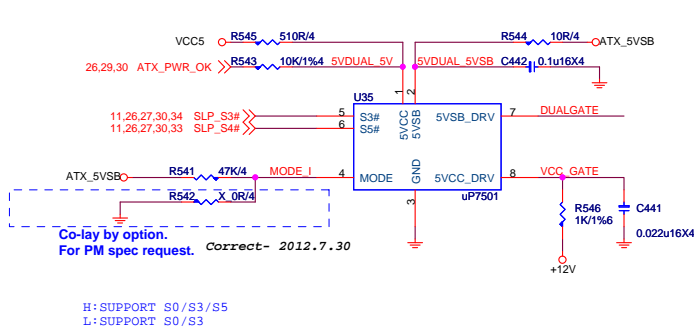 VCC5 R545 510R/4 R544 10R/4 ATX_5VSB
26,29,30 ATX_PWR_OK R543 10K/1%4 5VDUAL_5V 5VDUAL_5VSB C442 0.1u16X4
U35
1 2
11,26,27,30,34 SLP_S3# 5 S3# 5VCC 5VSB 5VSB_DRV 7 DUALGATE
11,26,27,30,33 SLP_S4# 6 S5#
ATX_5VSB R541 47K/4 MODE_I 4 MODE GND 5VCC_DRV 8 VCC_GATE
R542 X_0R/4 3 uP7501
R546 1K/1%6 C441
0.022u16X4
Co-lay by option.
For PM spec request. Correct- 2012.7.30
+12V
H:SUPPORT S0/S3/S5
L:SUPPORT S0/S3